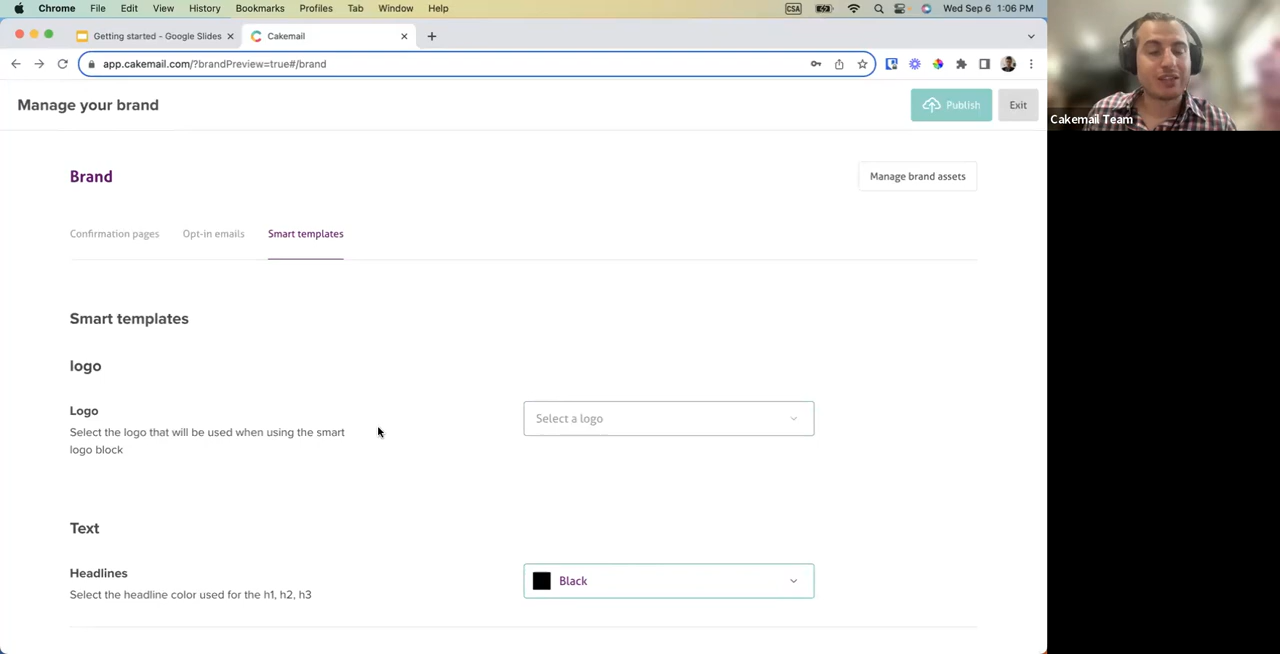 Chrome File Edit View History Bookmarks Profiles Tab Window Help
CSA
Wed Sep 6 1:06 PM
Getting started - Google Slides
Cakemail
app.cakemail.com/?brandPreview=true#/brand
Manage your brand
Publish
Exit
Cakemail Team
Brand
Manage brand assets
Confirmation pages Opt-in emails Smart templates
Smart templates
logo
Logo
Select the logo that will be used when using the smart
logo block
Select a logo
Text
Headlines
Select the headline color used for the h1, h2, h3
Black